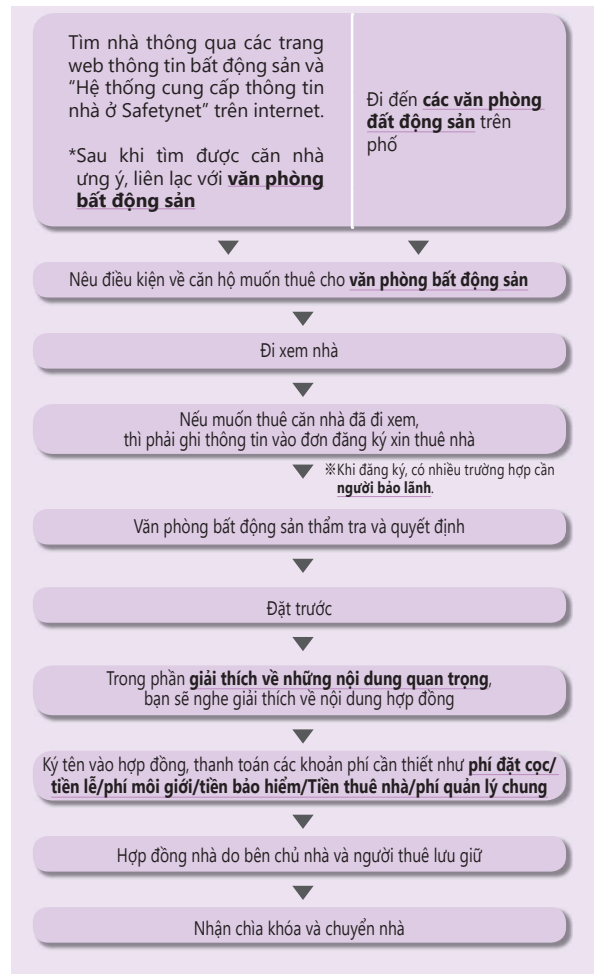 Tìm nhà thông qua các trang
web thông tin bất động sản và
“Hệ thống cung cấp thông tin
nhà ở Safetynet” trên internet.
*Sau khi tìm được căn nhà
ưng ý, liên lạc với văn phòng
bất động sản
Đi đến các văn phòng
đất động sản trên
phố
Nêu điều kiện về căn hộ muốn thuê cho văn phòng bất động sản
Đi xem nhà
Nếu muốn thuê căn nhà đã đi xem,
thì phải ghi thông tin vào đơn đăng ký xin thuê nhà
※Khi đăng ký, có nhiều trường hợp cần
người bảo lãnh.
Văn phòng bất động sản thẩm tra và quyết định
Đặt trước
Trong phần giải thích về những nội dung quan trọng,
bạn sẽ nghe giải thích về nội dung hợp đồng
Ký tên vào hợp đồng, thanh toán các khoản phí cần thiết như phí đặt cọc/
tiền lễ/phí môi giới/tiền bảo hiểm/Tiền thuê nhà/phí quản lý chung
Hợp đồng nhà do bên chủ nhà và người thuê lưu giữ
Nhận chìa khóa và chuyển nhà